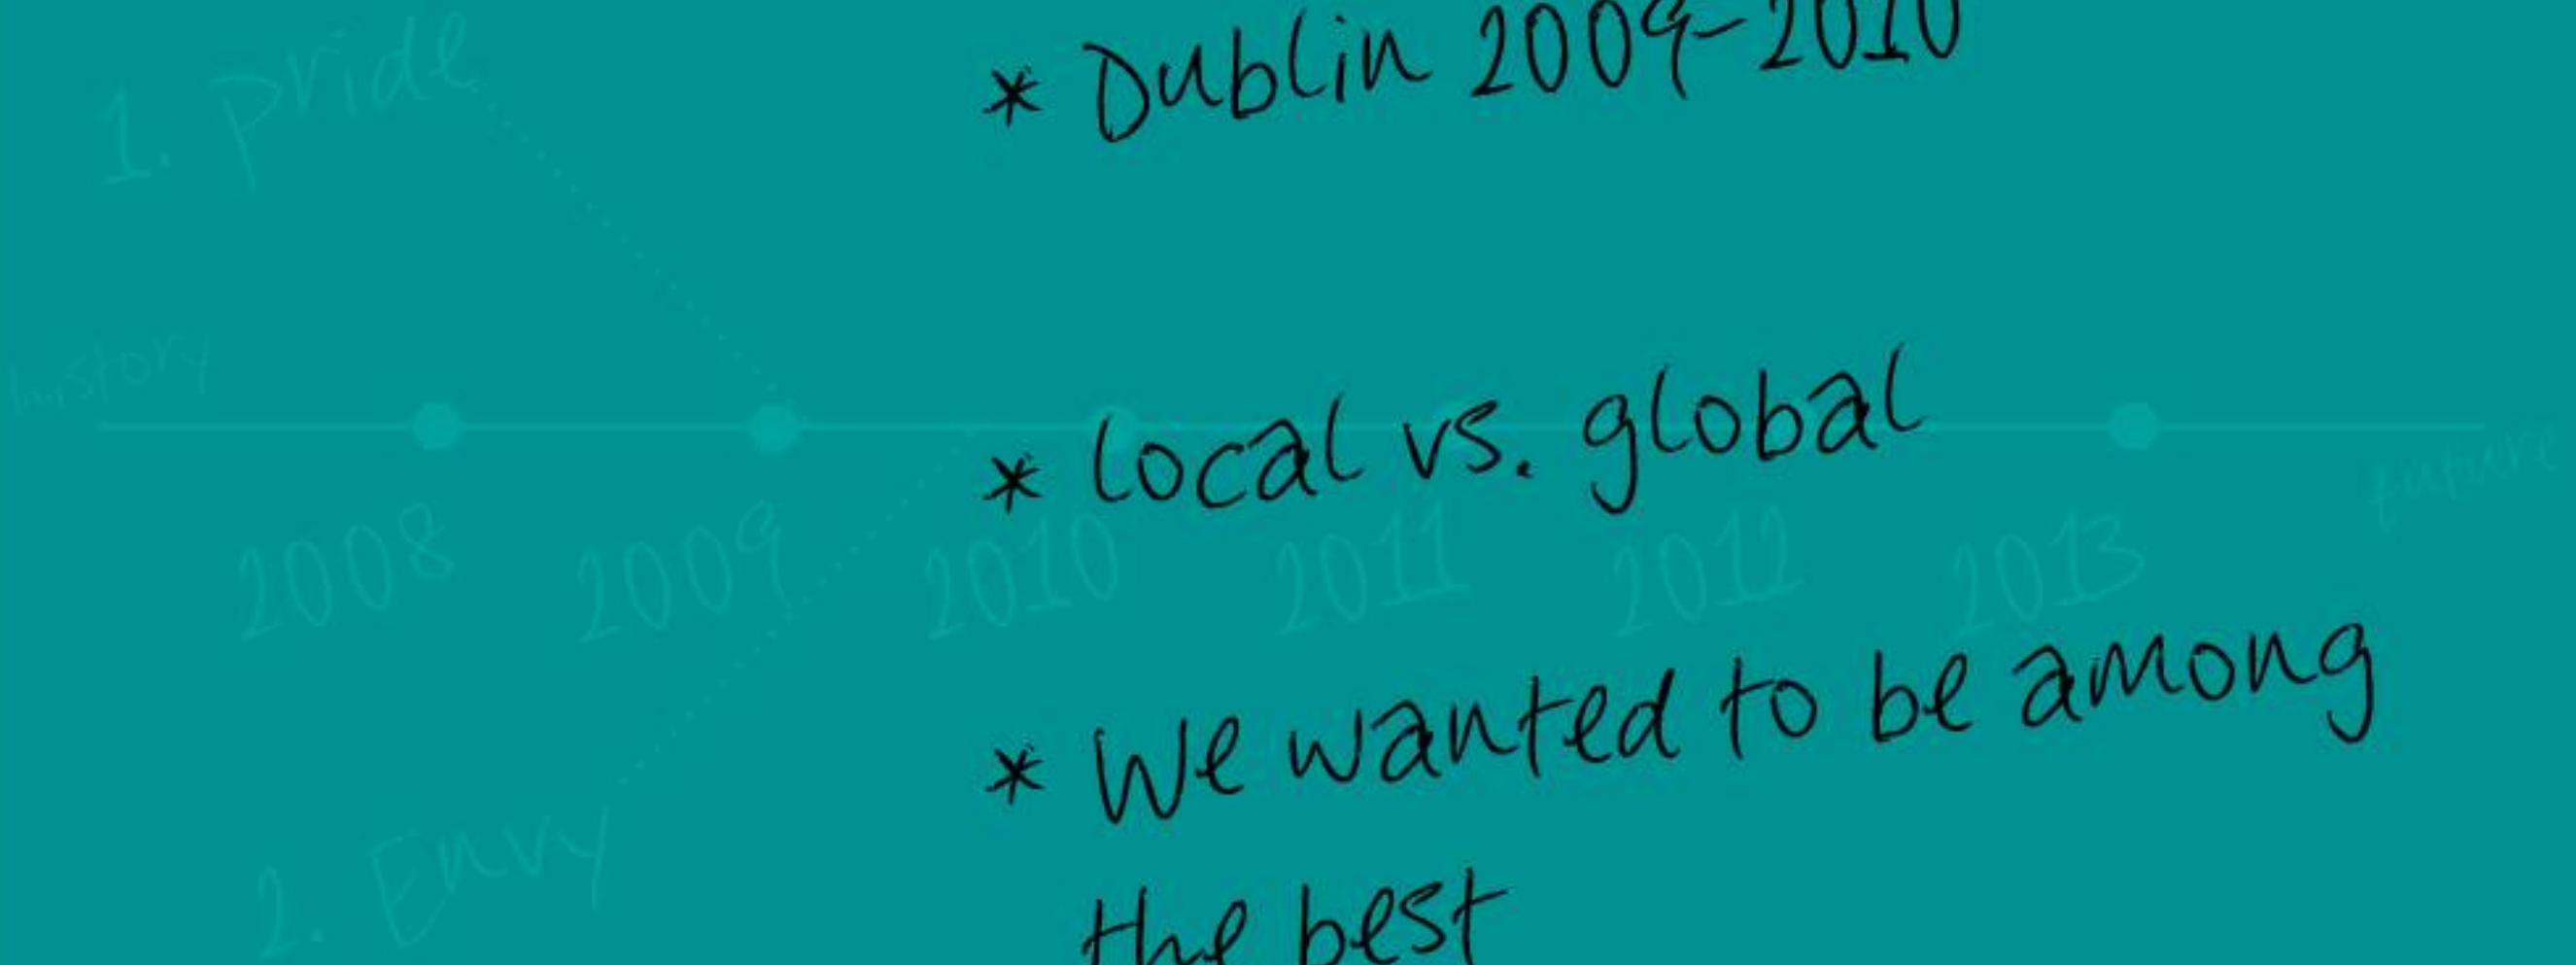 1. pride
* Dublin 2009-2010
history
* local vs. global
future
2008 2009 2010 2011 2012 2013
* We wanted to be among
the best
2. Envy